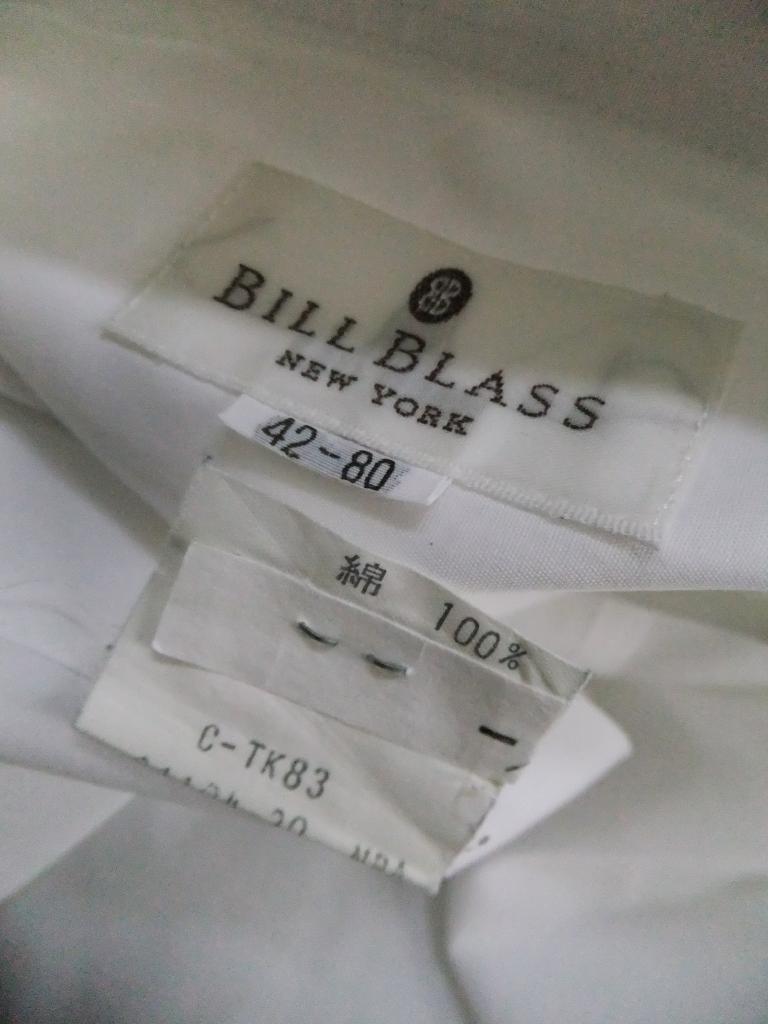 BILL BLASS
NEW YORK
42-80
綿 100%
C-TK83